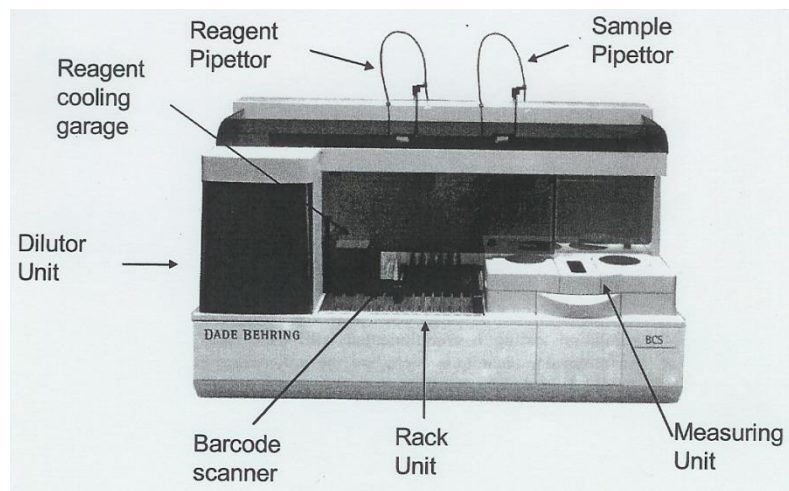 Reagent
Pipettor
Sample
Pipettor
Reagent
cooling
garage
Dilutor
Unit
DADE BEHRING
BCS
Barcode
scanner
Rack
Unit
Measuring
Unit